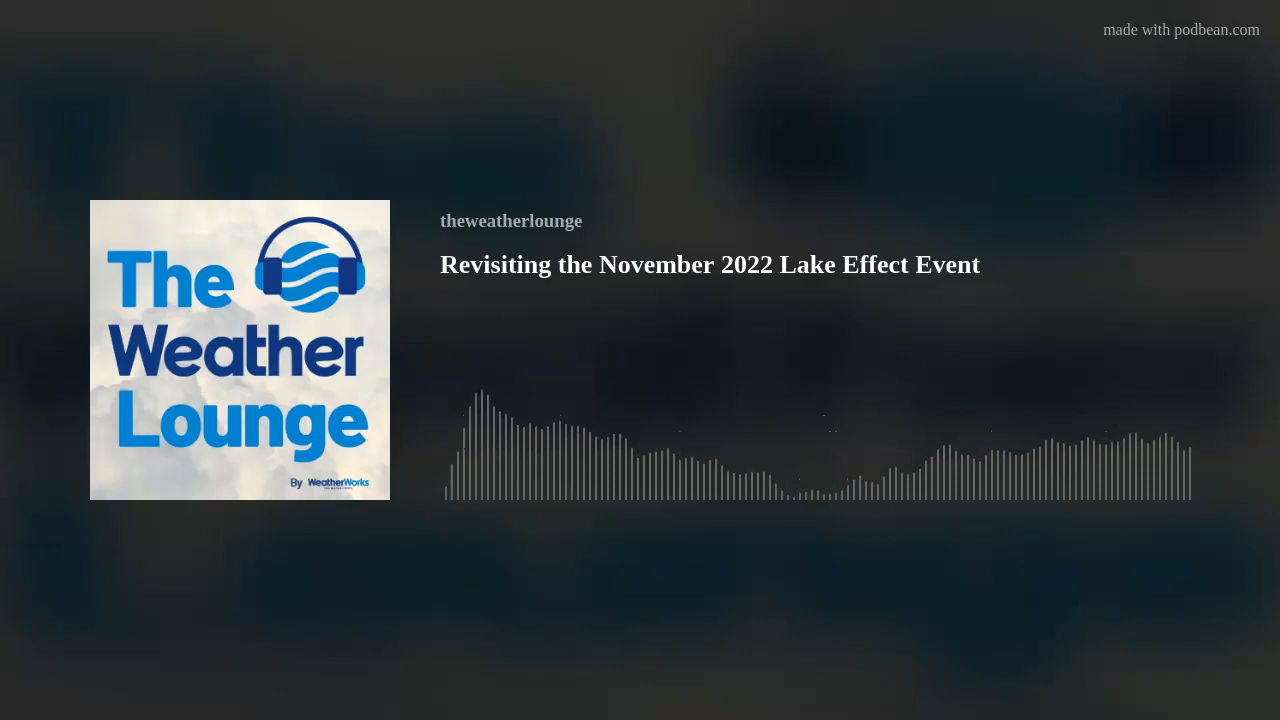 made with podbean.com
theweatherlounge
Revisiting the November 2022 Lake Effect Event
The
Weather
Lounge
By WeatherWorks